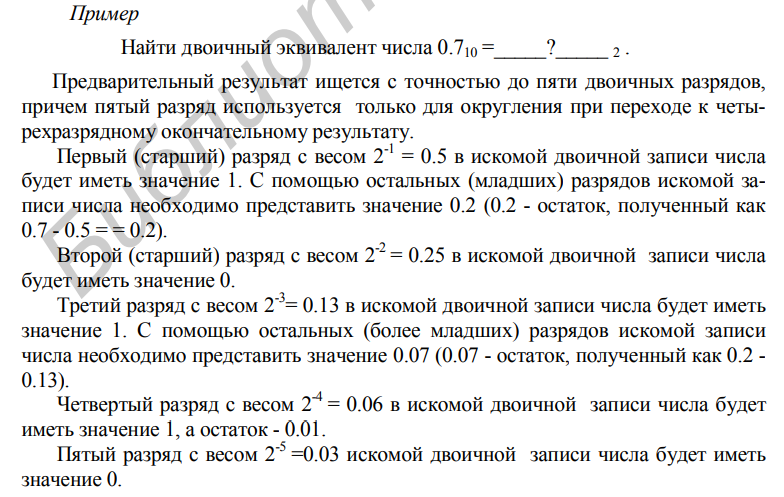 Пример
Найти двоичный эквивалент числа 0.7₁₀ =_____?_____ ₂ .
Предварительный результат ищется с точностью до пяти двоичных разрядов,
причем пятый разряд используется только для округления при переходе к четы-
рехразрядному окончательному результату.
Первый (старший) разряд с весом 2⁻¹ = 0.5 в искомой двоичной записи числа
будет иметь значение 1. С помощью остальных (младших) разрядов искомой за-
писи числа необходимо представить значение 0.2 (0.2 - остаток, полученный как
0.7 - 0.5 = = 0.2).
Второй (старший) разряд с весом 2⁻² = 0.25 в искомой двоичной записи числа
будет иметь значение 0.
Третий разряд с весом 2⁻³= 0.13 в искомой двоичной записи числа будет иметь
значение 1. С помощью остальных (более младших) разрядов искомой записи
числа необходимо представить значение 0.07 (0.07 - остаток, полученный как 0.2 -
0.13).
Четвертый разряд с весом 2⁻⁴ = 0.06 в искомой двоичной записи числа будет
иметь значение 1, а остаток - 0.01.
Пятый разряд с весом 2⁻⁵ =0.03 искомой двоичной записи числа будет иметь
значение 0.